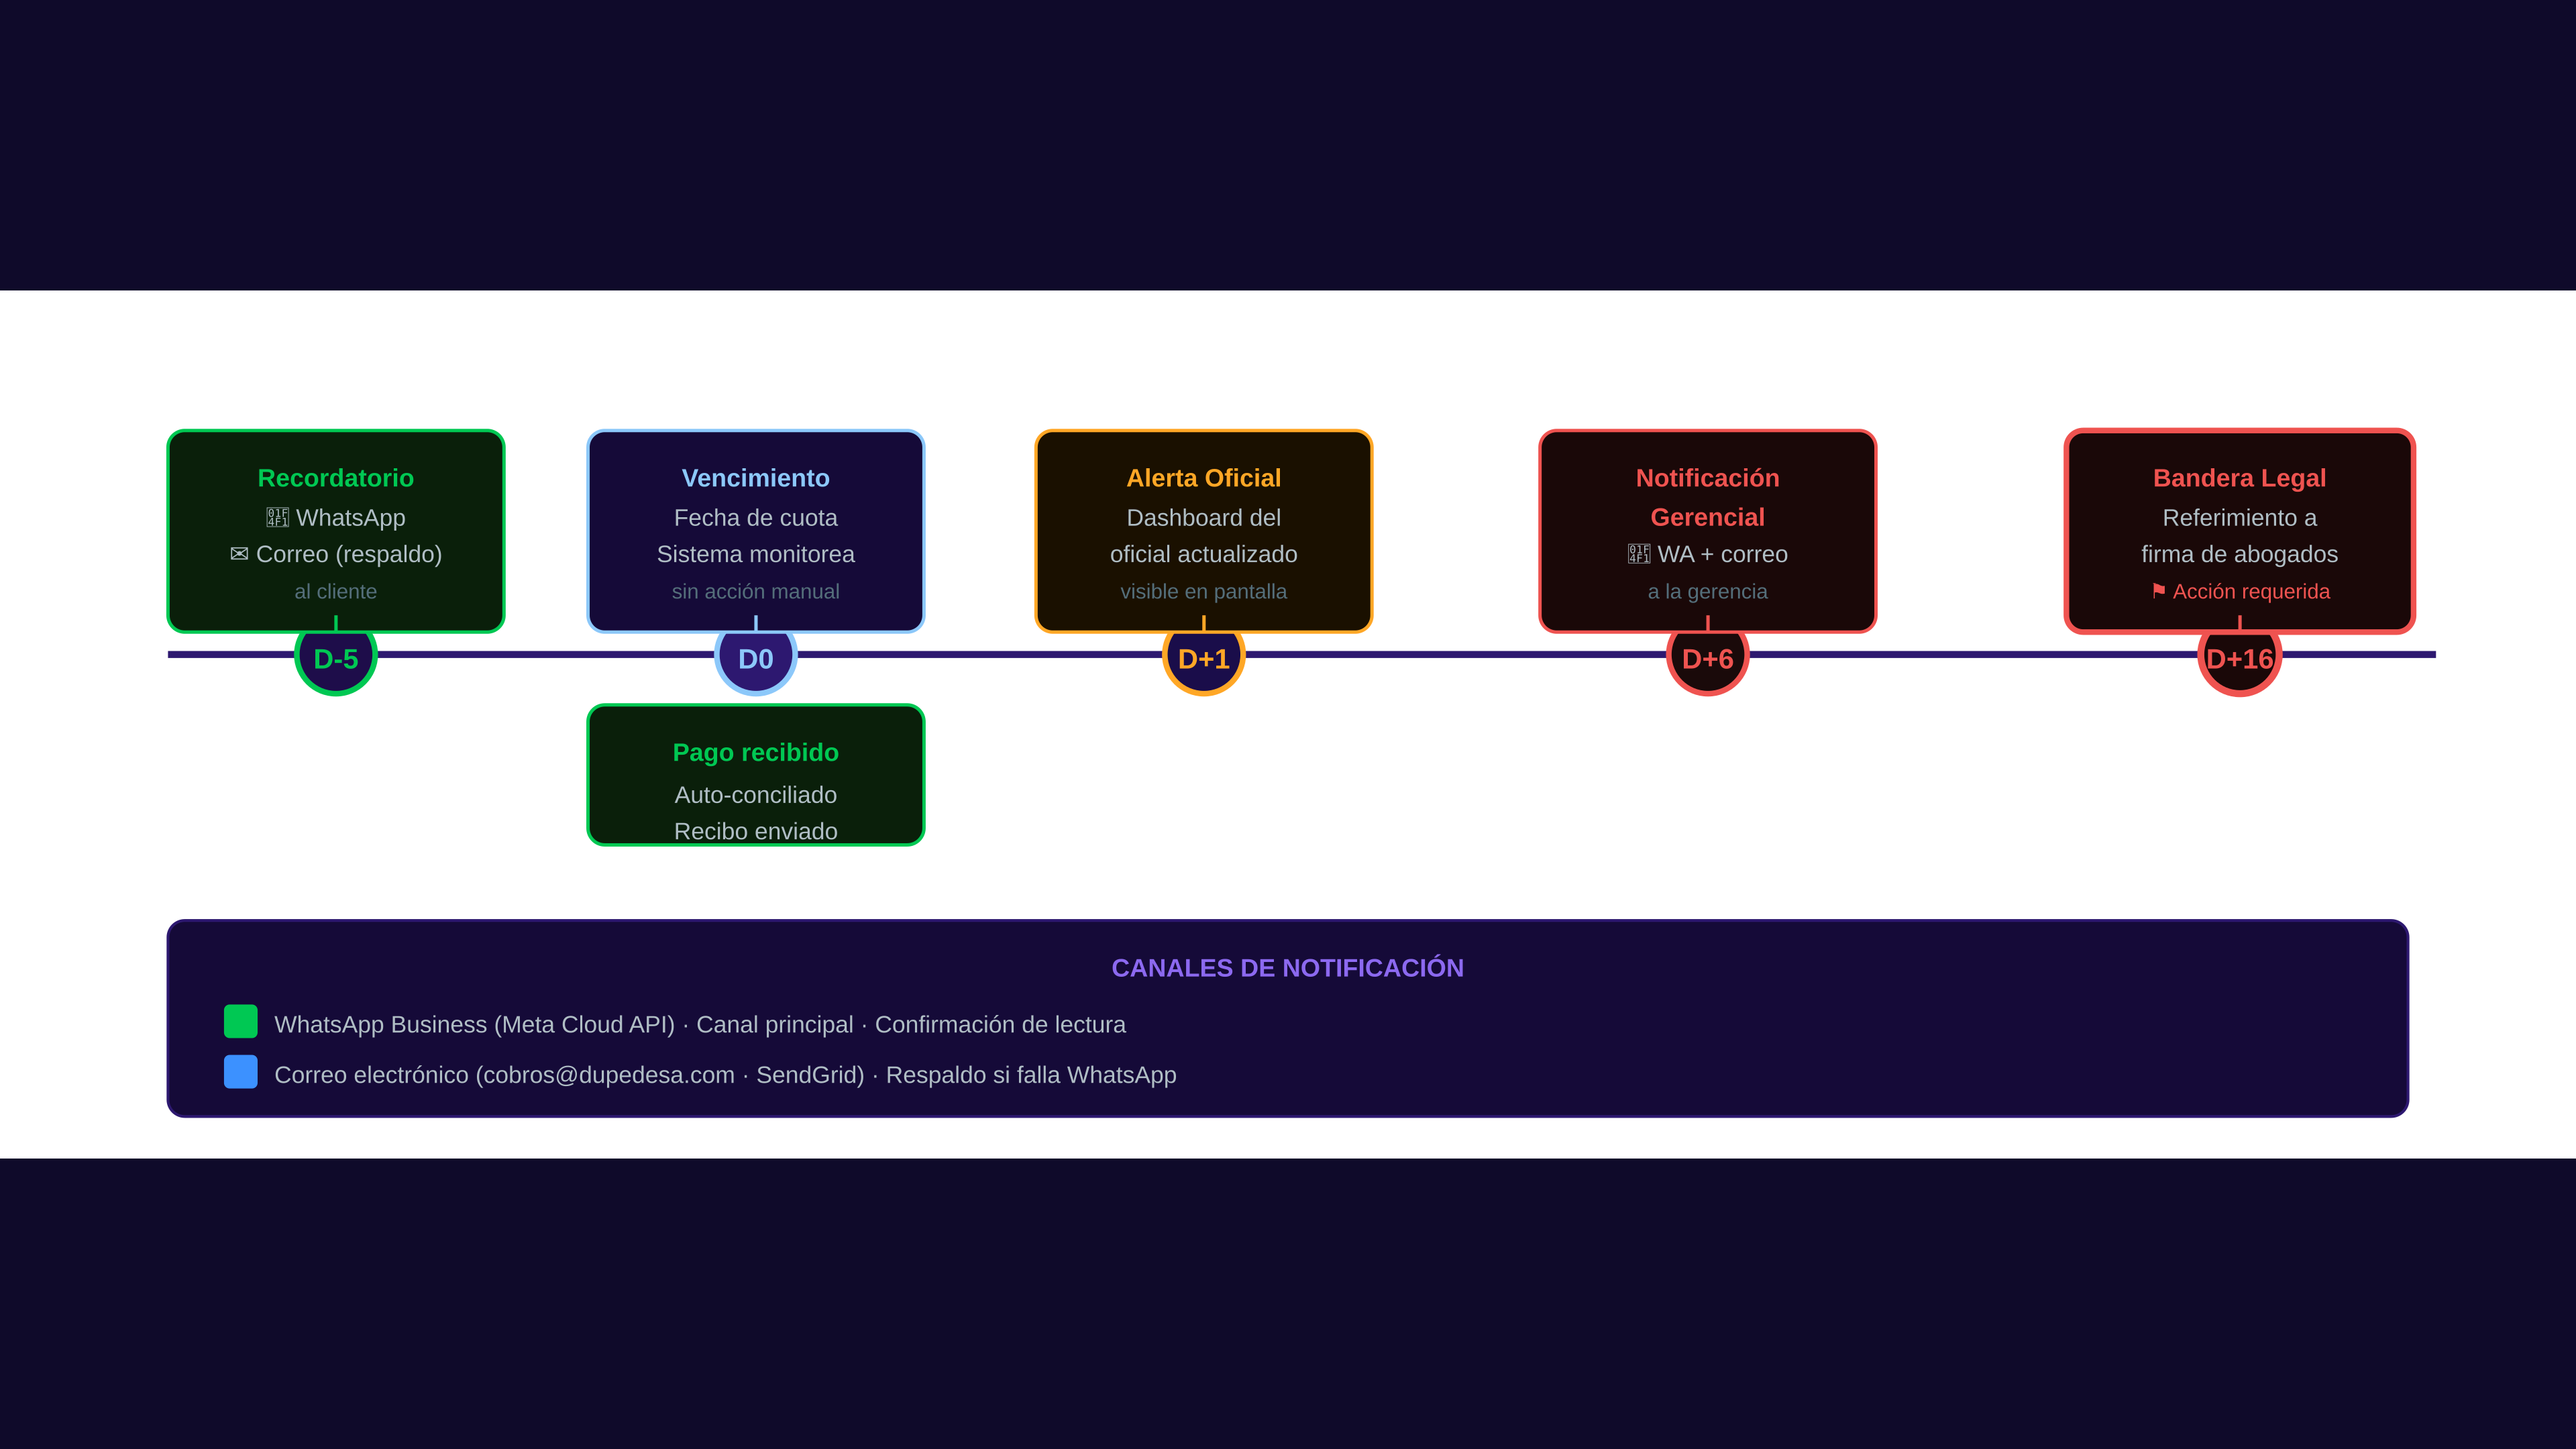 Recordatorio
WhatsApp
✉ Correo (respaldo)
al cliente
D-5
Vencimiento
Fecha de cuota
Sistema monitorea
sin acción manual
D0
Pago recibido
Auto-conciliado
Recibo enviado
Alerta Oficial
Dashboard del
oficial actualizado
visible en pantalla
D+1
Notificación
Gerencial
WA + correo
a la gerencia
D+6
Bandera Legal
Referimiento a
firma de abogados
⚑ Acción requerida
D+16
CANALES DE NOTIFICACIÓN
WhatsApp Business (Meta Cloud API) · Canal principal · Confirmación de lectura
Correo electrónico (cobros@dupedesa.com · SendGrid) · Respaldo si falla WhatsApp